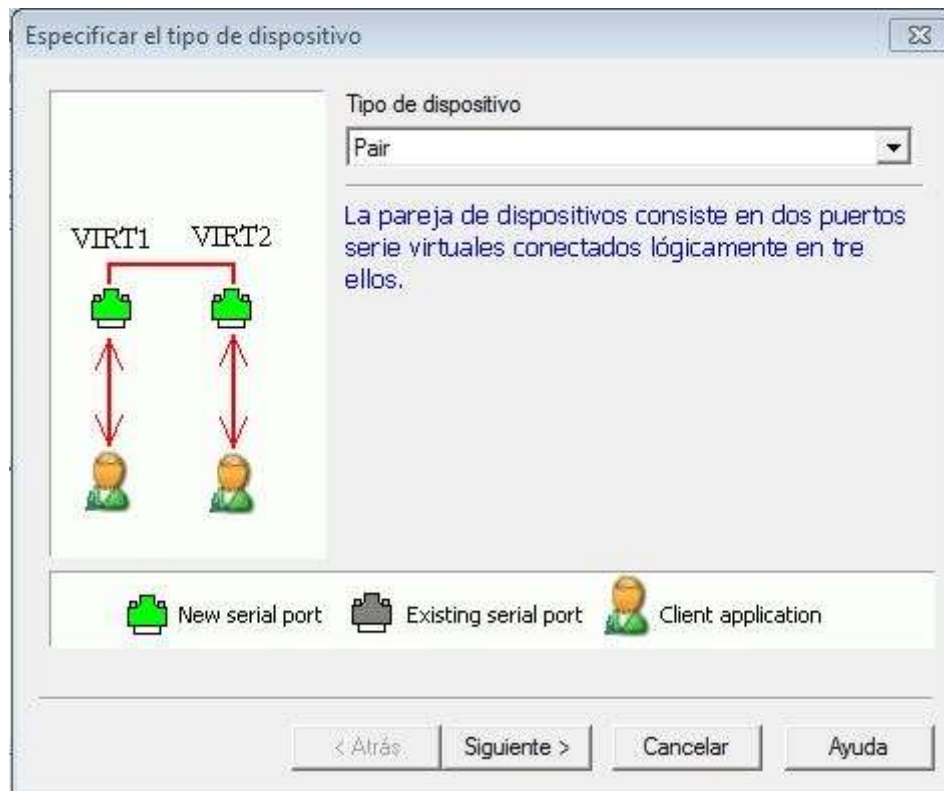 Especificar el tipo de dispositivo
Tipo de dispositivo
Pair
La pareja de dispositivos consiste en dos puertos
serie virtuales conectados lógicamente en tre
ellos.
VIRT1 VIRT2
New serial port Existing serial port Client application
< Atrás Siguiente > Cancelar Ayuda